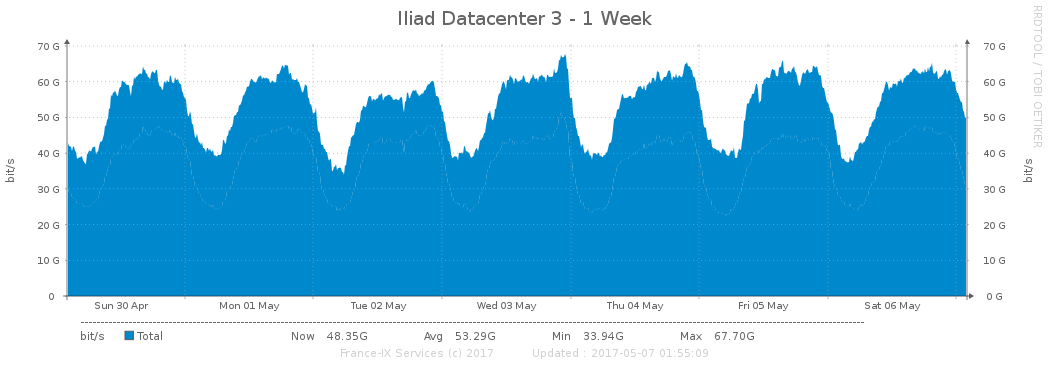 Iliad Datacenter 3 - 1 Week
RRDTOOL / TOBI OETIKER
70 G 70 G
60 G 60 G
50 G 50 G
40 G 40 G
30 G 30 G
20 G 20 G
10 G 10 G
0 0 G
bit/s bit/s
Sun 30 Apr Mon 01 May Tue 02 May Wed 03 May Thu 04 May Fri 05 May Sat 06 May
bit/s Total Now 48.35G Avg 53.29G Min 33.94G Max 67.70G
France-IX Services (c) 2017 Updated : 2017-05-07 01:55:09